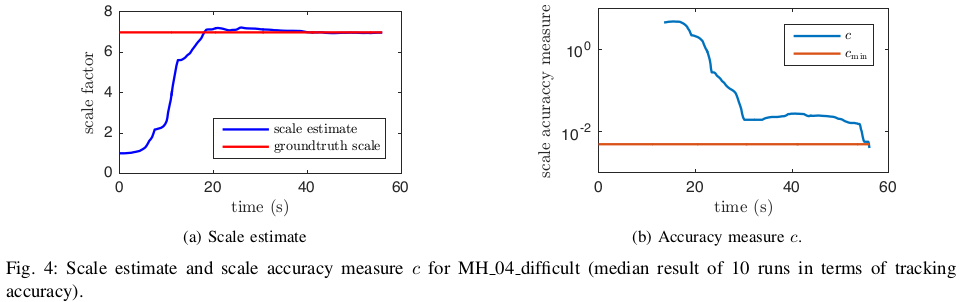 8
6
4
2
0
scale factor
scale estimate
groundtruth scale
0
20
40
60
time (s)
(a) Scale estimate
10^0
10^-2
scale acuraccy measure
c
c_min
0
20
40
60
time (s)
(b) Accuracy measure c.
Fig. 4: Scale estimate and scale accuracy measure c for MH_04_difficult (median result of 10 runs in terms of tracking
accuracy).